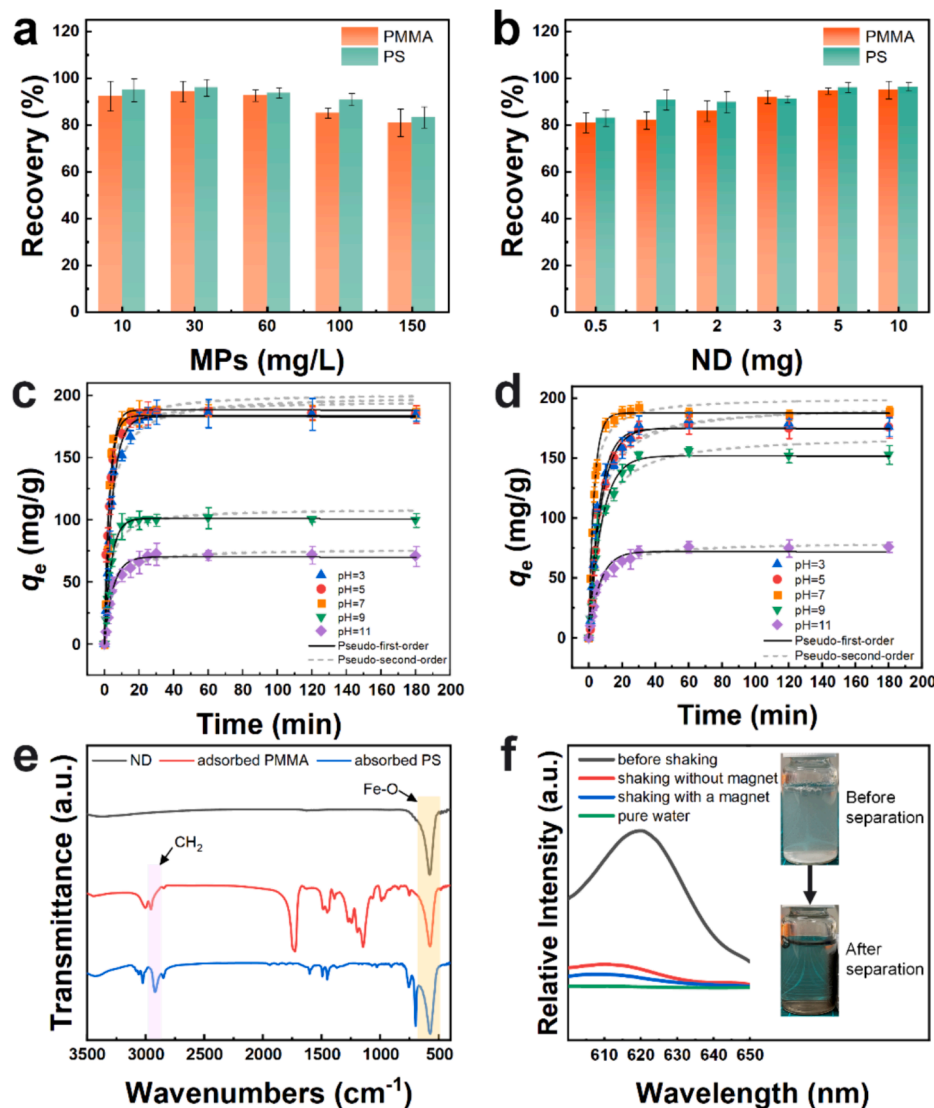 a
PMMA
PS
120
100
80
60
40
20
0
Recovery (%)
10 30 60 100 150
MPs (mg/L)
b
PMMA
PS
120
100
80
60
40
20
0
Recovery (%)
0.5 1 2 3 5 10
ND (mg)
c
200
150
100
50
0
qe (mg/g)
pH=3
pH=5
pH=7
pH=9
pH=11
Pseudo-first-order
Pseudo-second-order
0 20 40 60 80 100 120 140 160 180 200
Time (min)
d
200
150
100
50
0
qe (mg/g)
pH=3
pH=5
pH=7
pH=9
pH=11
Pseudo-first-order
Pseudo-second-order
0 20 40 60 80 100 120 140 160 180 200
Time (min)
e
ND adsorbed PMMA absorbed PS
Fe-O
CH2
Transmittance (a.u.)
3500 3000 2500 2000 1500 1000 500
Wavenumbers (cm-1)
f
before shaking
shaking without magnet
shaking with a magnet
pure water
Before
separation
After
separation
Relative Intensity (a.u.)
610 620 630 640 650
Wavelength (nm)